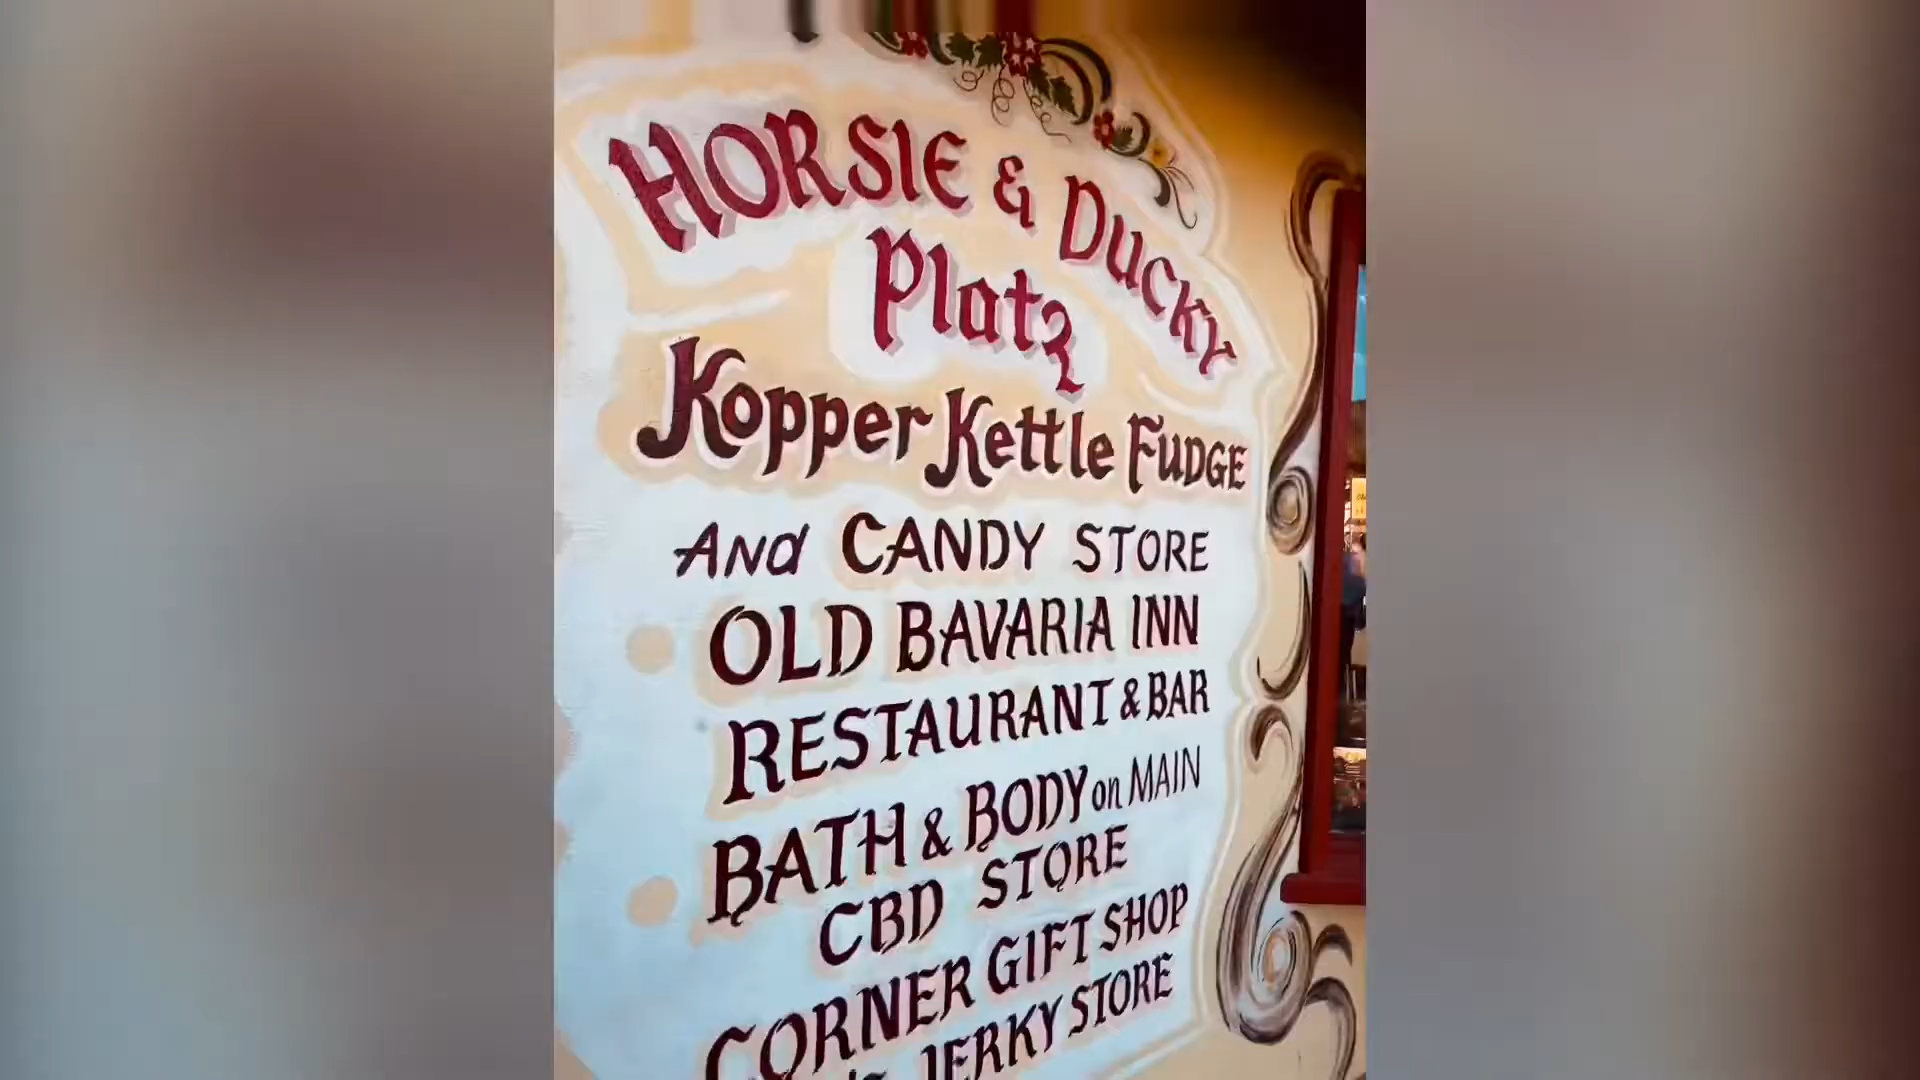 HORSIE & DUCKY
Platz
Kopper Kettle FUDGE
And CANDY STORE
OLD BAVARIA INN
RESTAURANT & BAR
BATH & BODY on MAIN
CBD STORE
CORNER GIFT SHOP
JERKY STORE